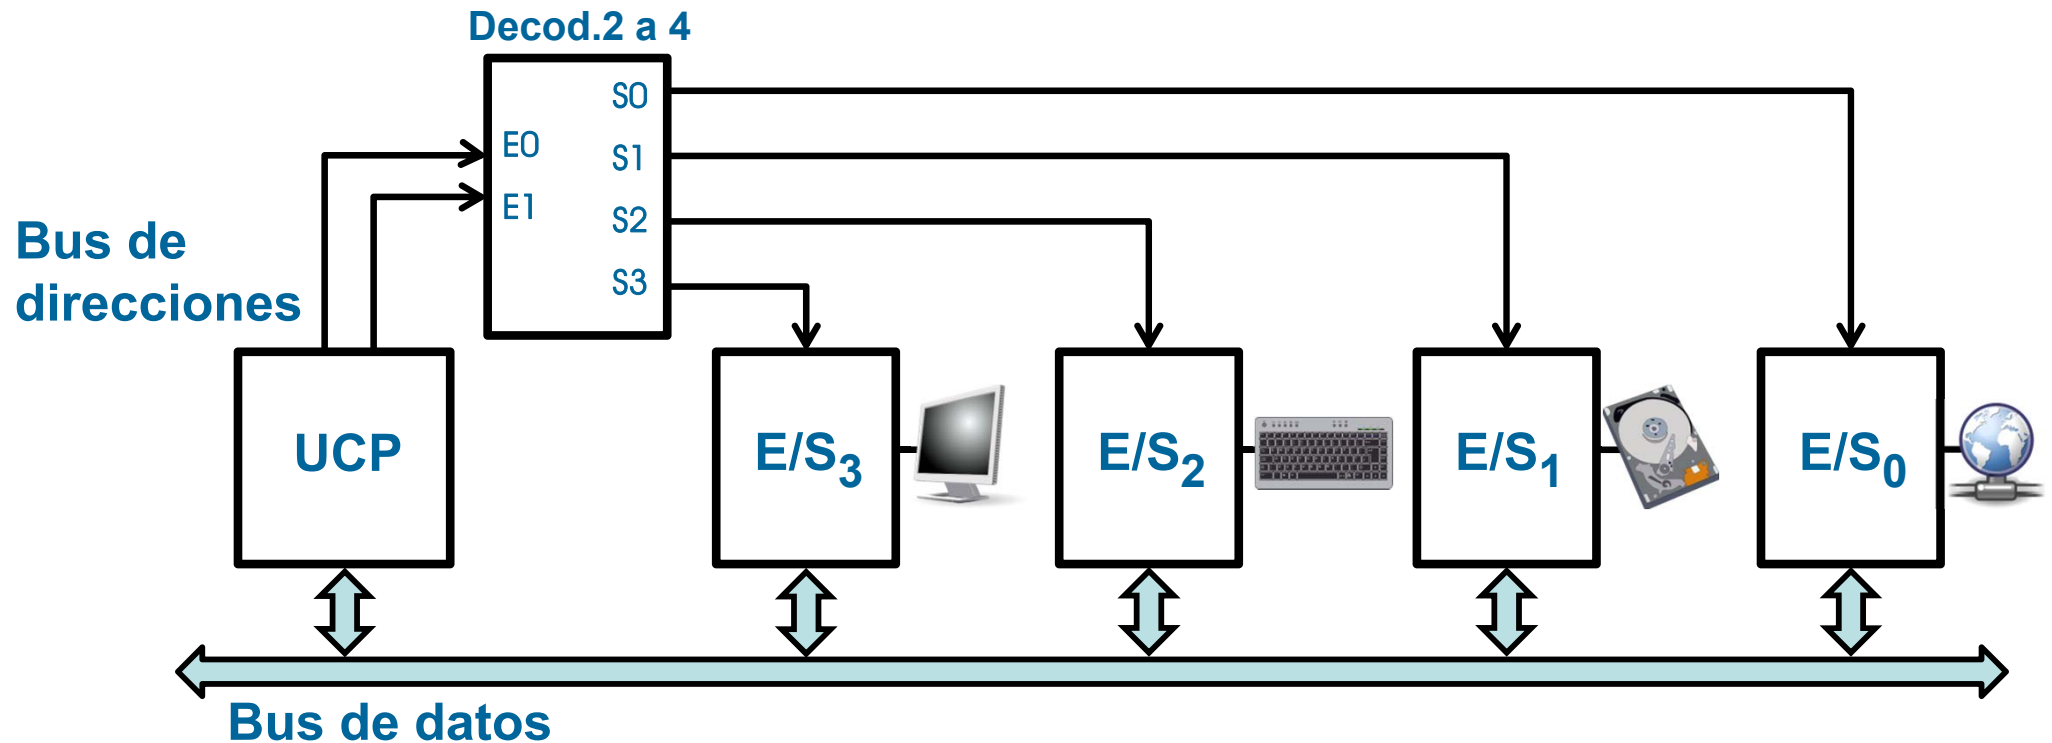 Decod.2 a 4
S0
E0
S1
E1
S2
S3
Bus de
direcciones
UCP
E/S3
E/S2
E/S1
E/S0
Bus de datos